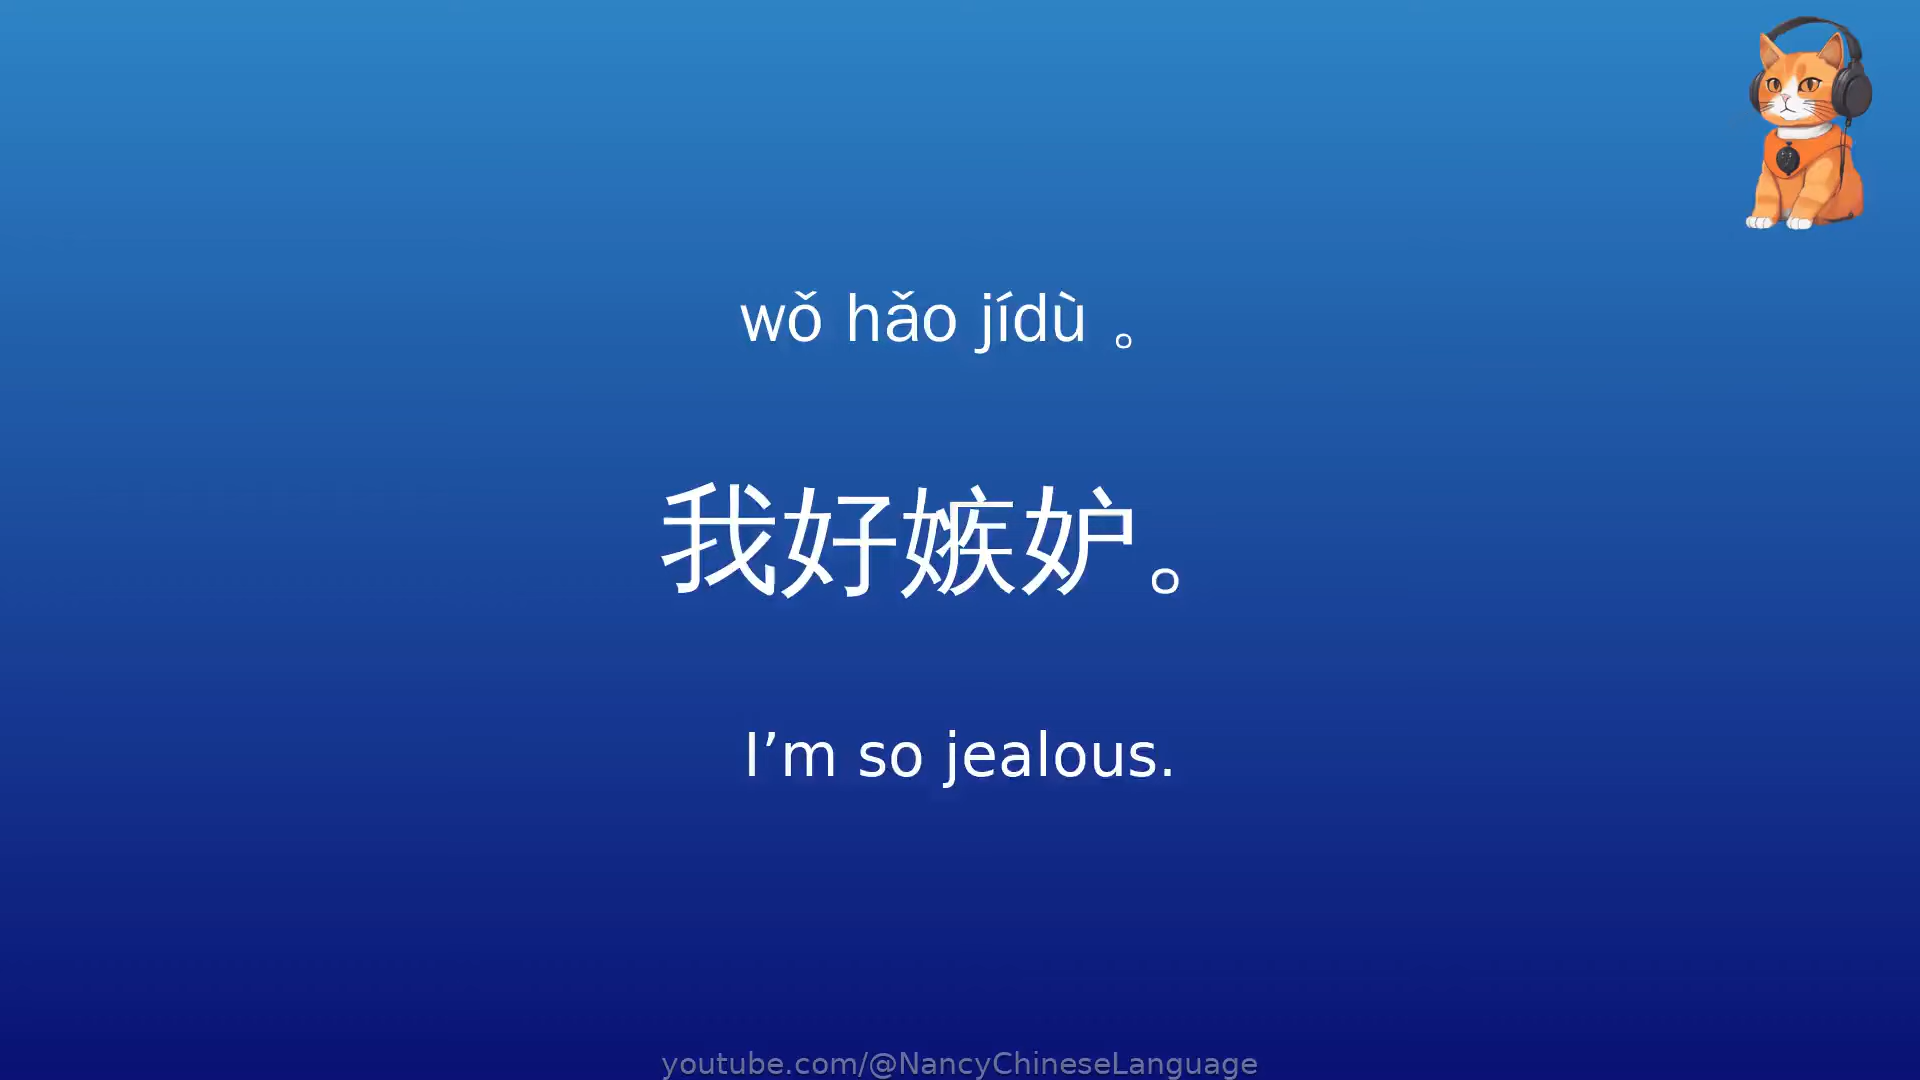 wǒ hǎo jídù 。
我好嫉妒。
I’m so jealous.
youtube.com/@NancyChineseLanguage